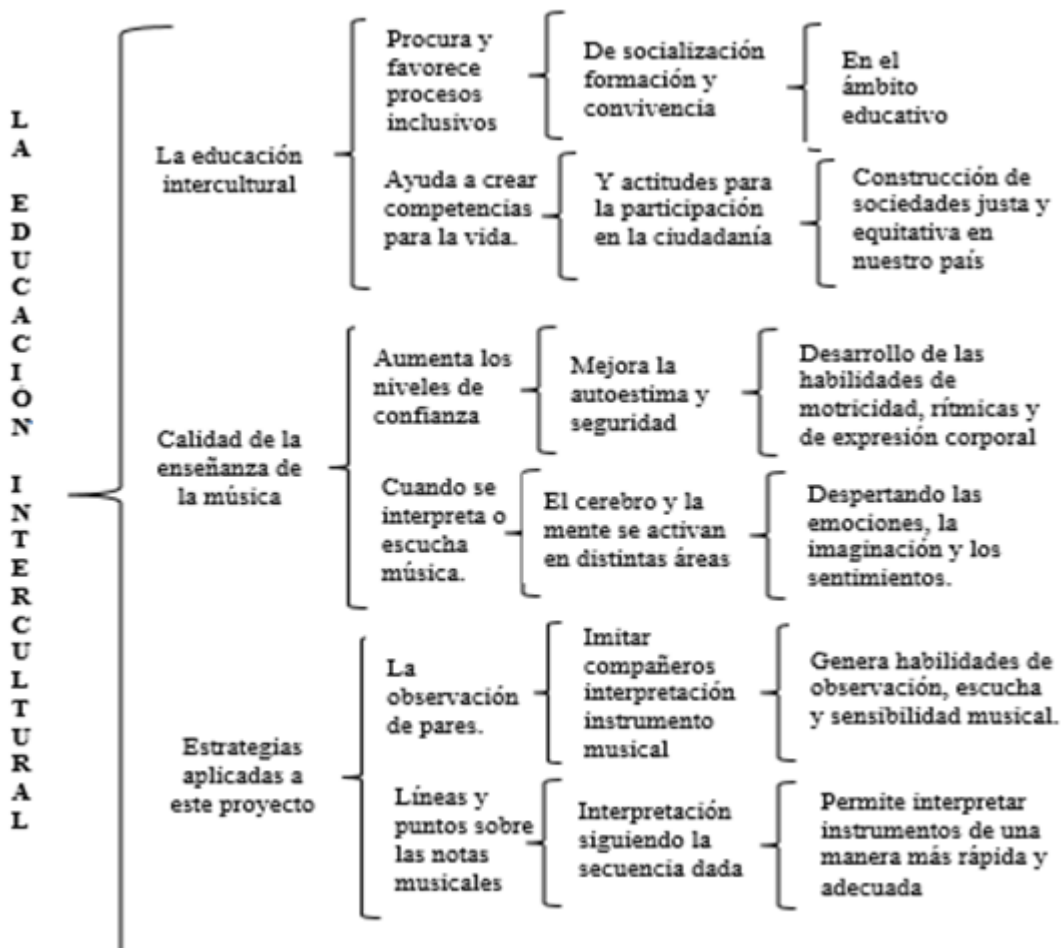 LA EDUCACIÓN INTERCULTURAL
La educación
intercultural
Procura y
favorece
procesos
inclusivos
De socialización
formación y
convivencia
En el
ámbito
educativo
Ayuda a crear
competencias
para la vida.
Y actitudes para
la participación
en la ciudadanía
Construcción de
sociedades justa y
equitativa en
nuestro país
Calidad de la
enseñanza de
la música
Aumenta los
niveles de
confianza
Mejora la
autoestima y
seguridad
Desarrollo de las
habilidades de
motricidad, rítmicas y
de expresión corporal
Cuando se
interpreta o
escucha
música.
El cerebro y la
mente se activan
en distintas áreas
Despertando las
emociones, la
imaginación y los
sentimientos.
Estrategias
aplicadas a
este proyecto
La
observación
de pares.
Imitar
compañeros
interpretación
instrumento
musical
Genera habilidades de
observación, escucha
y sensibilidad musical.
Líneas y
puntos sobre
las notas
musicales
Interpretación
siguiendo la
secuencia dada
Permite interpretar
instrumentos de una
manera más rápida y
adecuada